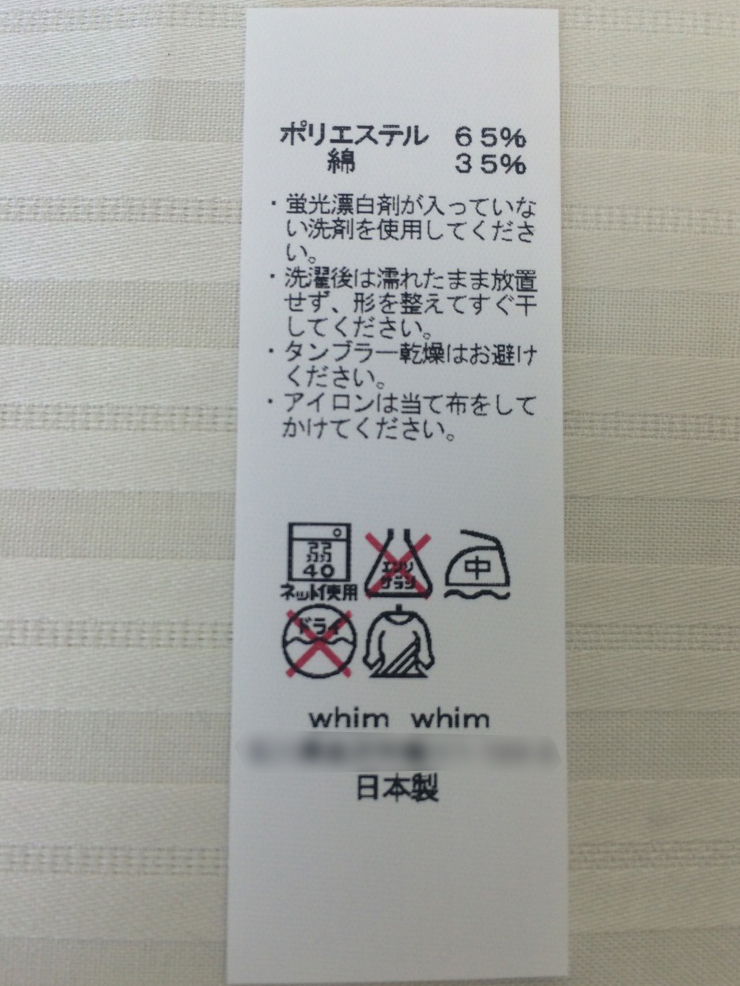 ポリエステル 65%
綿 35%
・蛍光漂白剤が入っていな
い洗剤を使用してくださ
い。
・洗濯後は濡れたまま放置
せず、形を整えてすぐ干
してください。
・タンブラー乾燥はお避け
ください。
・アイロンは当て布をして
かけてください。
40
ネット使用
エンソ
サラシ
中
ドライ
whim whim
日本製